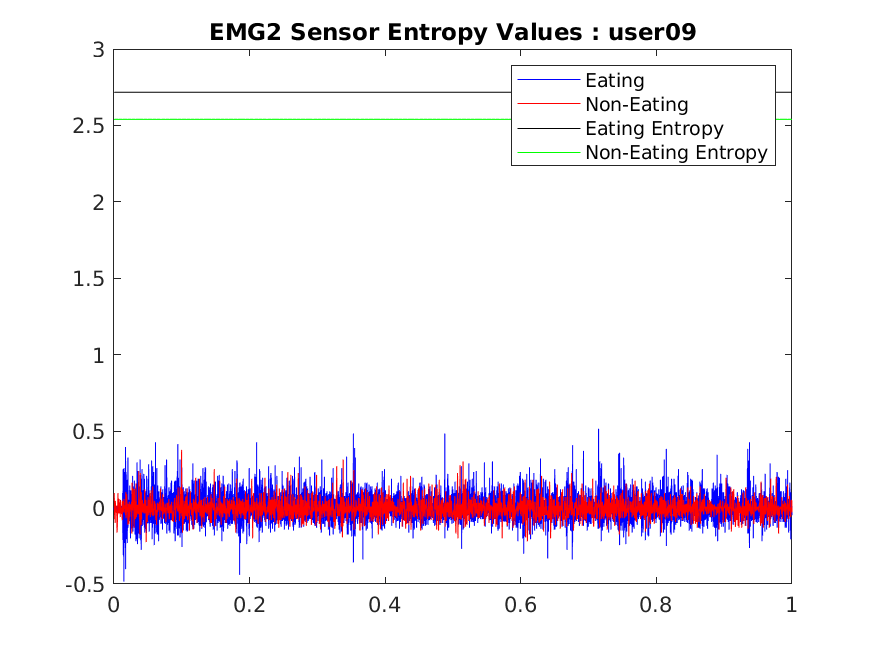 EMG2 Sensor Entropy Values : user09
3
2.5
2
1.5
1
0.5
0
-0.5
Eating
Non-Eating
Eating Entropy
Non-Eating Entropy
0 0.2 0.4 0.6 0.8 1